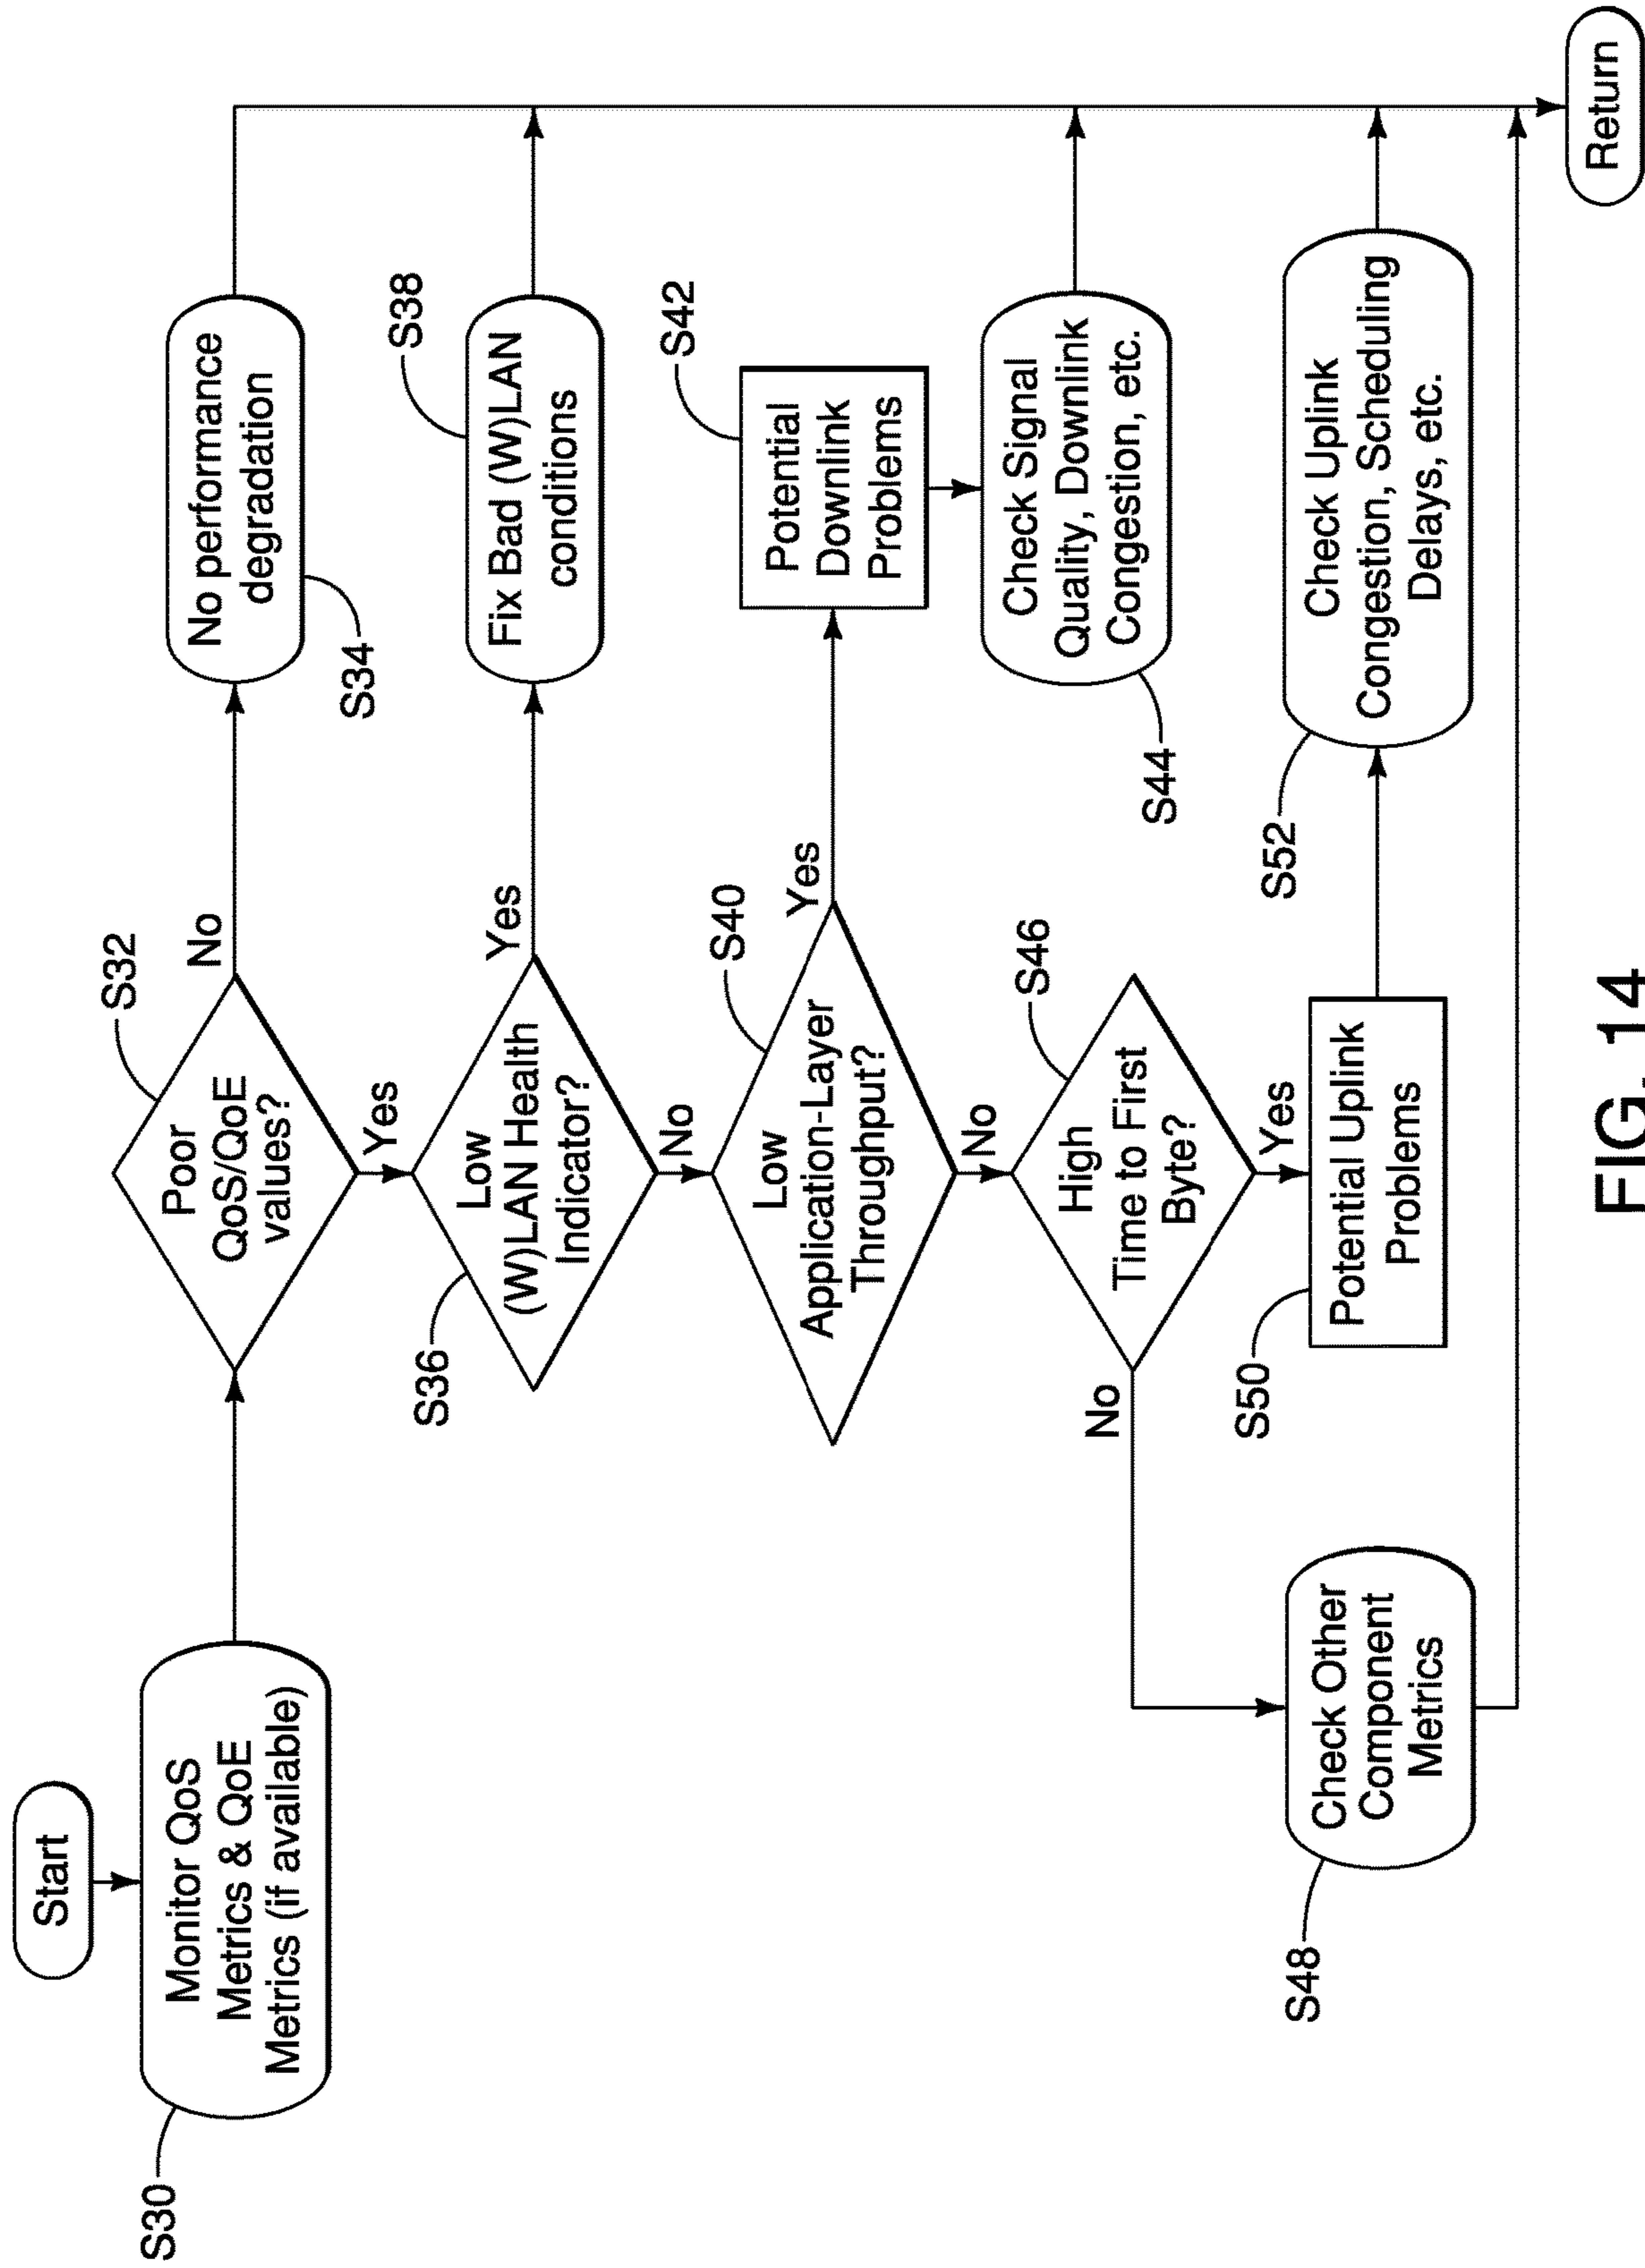 Start
S30
Monitor QoS
Metrics & QoE
Metrics (if available)
S32
Poor
QoS/QoE
values?
No
No performance
degradation
S34
Yes
S36
Low
(W)LAN Health
Indicator?
Yes
Fix Bad (W)LAN
conditions
S38
No
S40
Low
Application-Layer
Throughput?
Yes
S42
Potential
Downlink
Problems
Check Signal
Quality, Downlink
Congestion, etc.
S44
No
S46
High
Time to First
Byte?
No
S48
Check Other
Component
Metrics
Yes
S50
Potential Uplink
Problems
S52
Check Uplink
Congestion, Scheduling
Delays, etc.
Return
FIG. 14